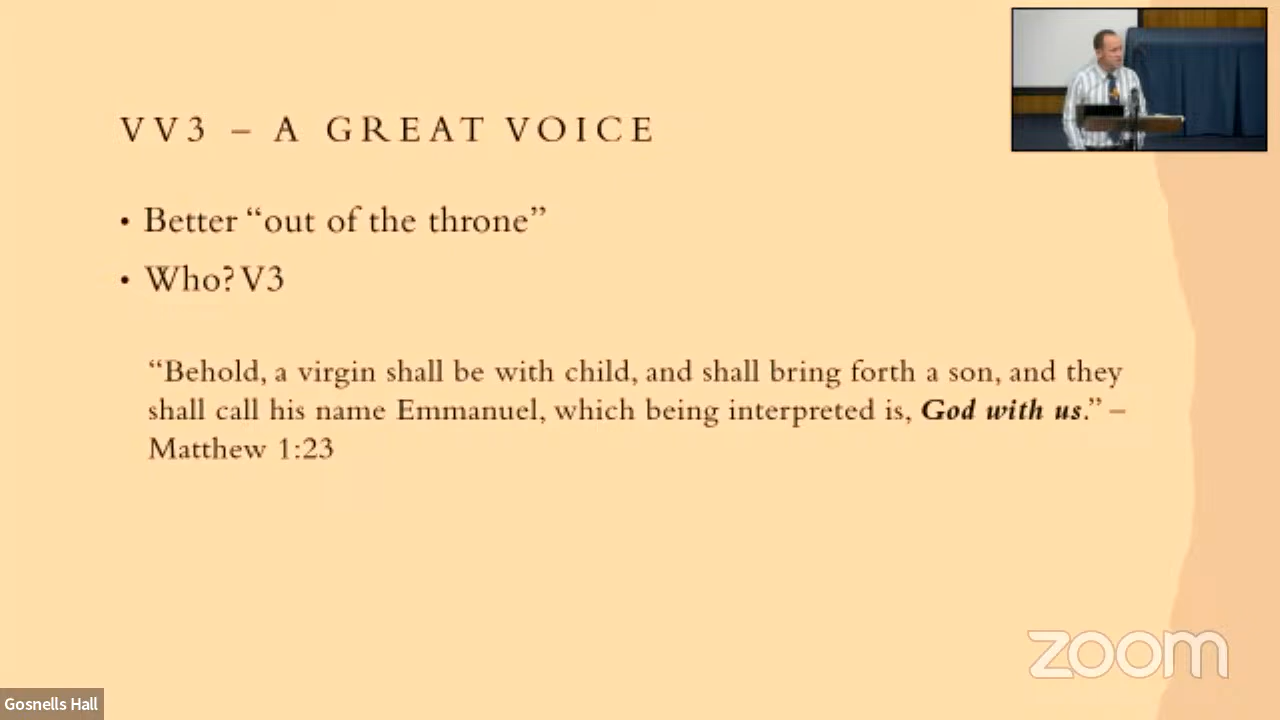 VV3 – A GREAT VOICE
• Better “out of the throne”
• Who? V3
“Behold, a virgin shall be with child, and shall bring forth a son, and they
shall call his name Emmanuel, which being interpreted is, God with us.” –
Matthew 1:23
zoom
Gosnells Hall